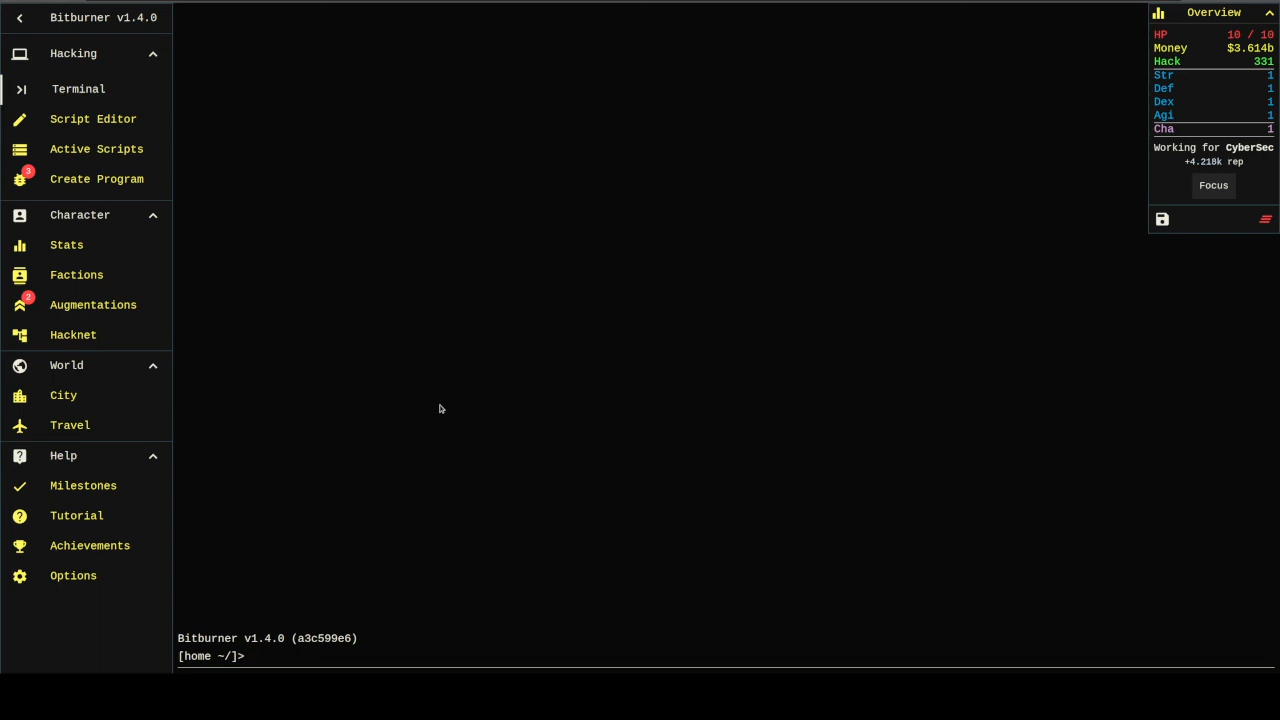 Bitburner v1.4.0
Hacking
Terminal
Script Editor
Active Scripts
3
Create Program
Character
Stats
Factions
2
Augmentations
Hacknet
World
City
Travel
Help
Milestones
Tutorial
Achievements
Options
Bitburner v1.4.0 (a3c599e6)
[home ~/]>
Overview
HP 10 / 10
Money $3.614b
Hack 331
Str 1
Def 1
Dex 1
Agi 1
Cha 1
Working for CyberSec
+4.218k rep
Focus